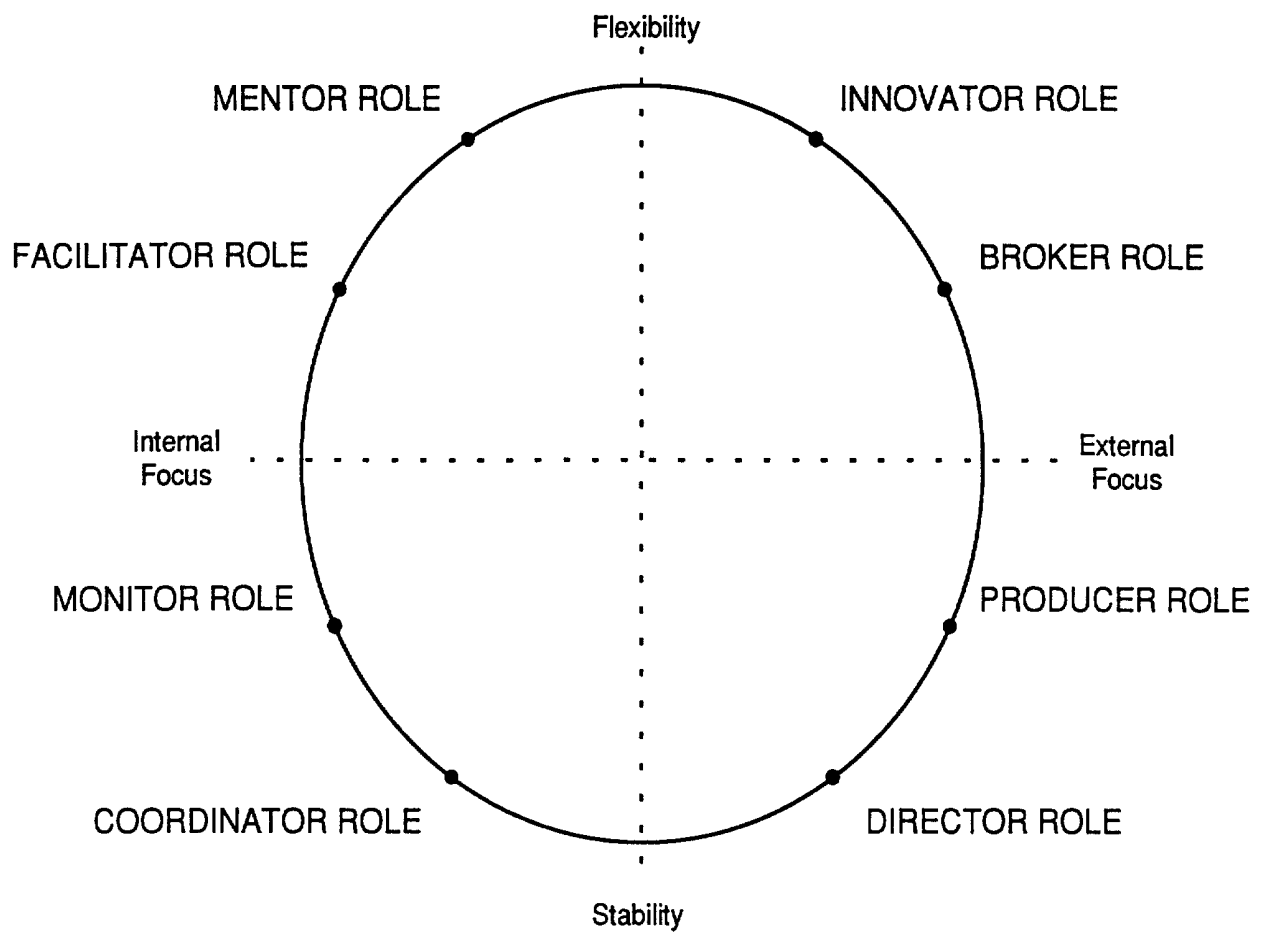 Flexibility
MENTOR ROLE
INNOVATOR ROLE
FACILITATOR ROLE
BROKER ROLE
Internal
Focus
External
Focus
MONITOR ROLE
PRODUCER ROLE
COORDINATOR ROLE
DIRECTOR ROLE
Stability